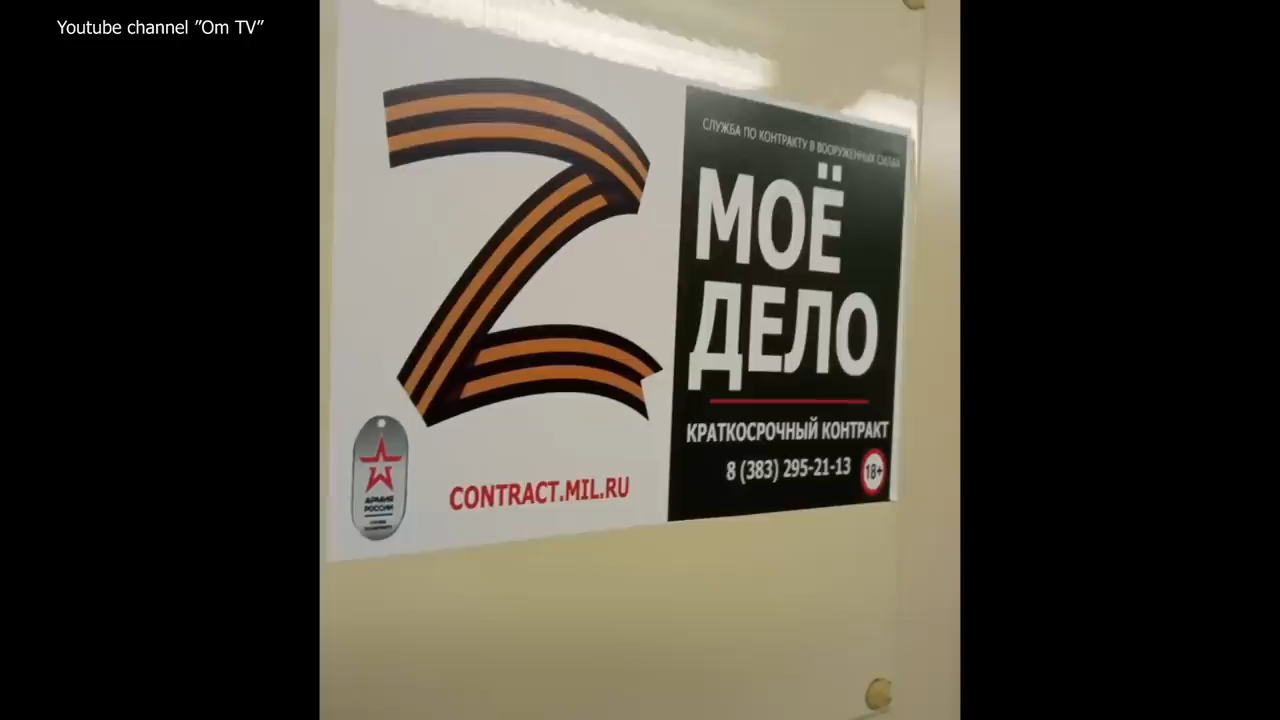 Youtube channel ”Om TV”
СЛУЖБА ПО КОНТРАКТУ В ВООРУЖЕННЫХ СИЛАХ
МОЁ
ДЕЛО
КРАТКОСРОЧНЫЙ КОНТРАКТ
8 (383) 295-21-13
18+
CONTRACT.MIL.RU
АРМИЯ
РОССИИ